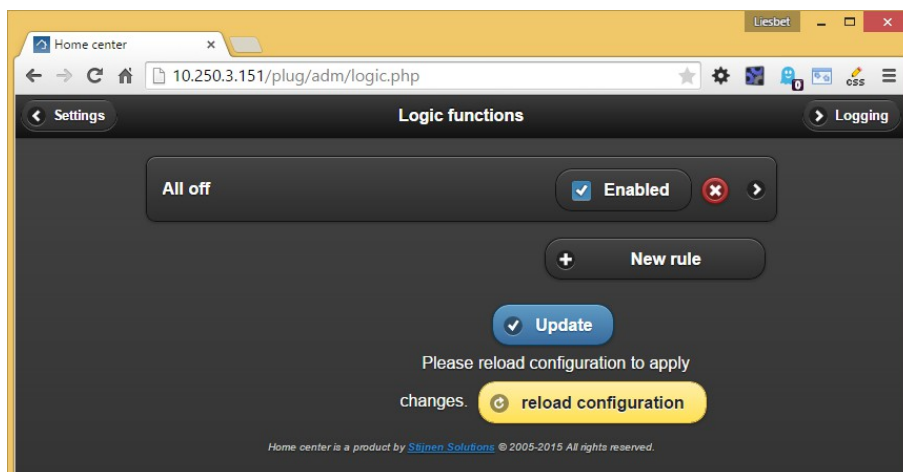 Liesbet
Home center
10.250.3.151/plug/adm/logic.php
0
css
Settings
Logic functions
Logging
All off
Enabled
New rule
Update
Please reload configuration to apply
changes.
reload configuration
Home center is a product by Stijnen Solutions © 2005-2015 All rights reserved.